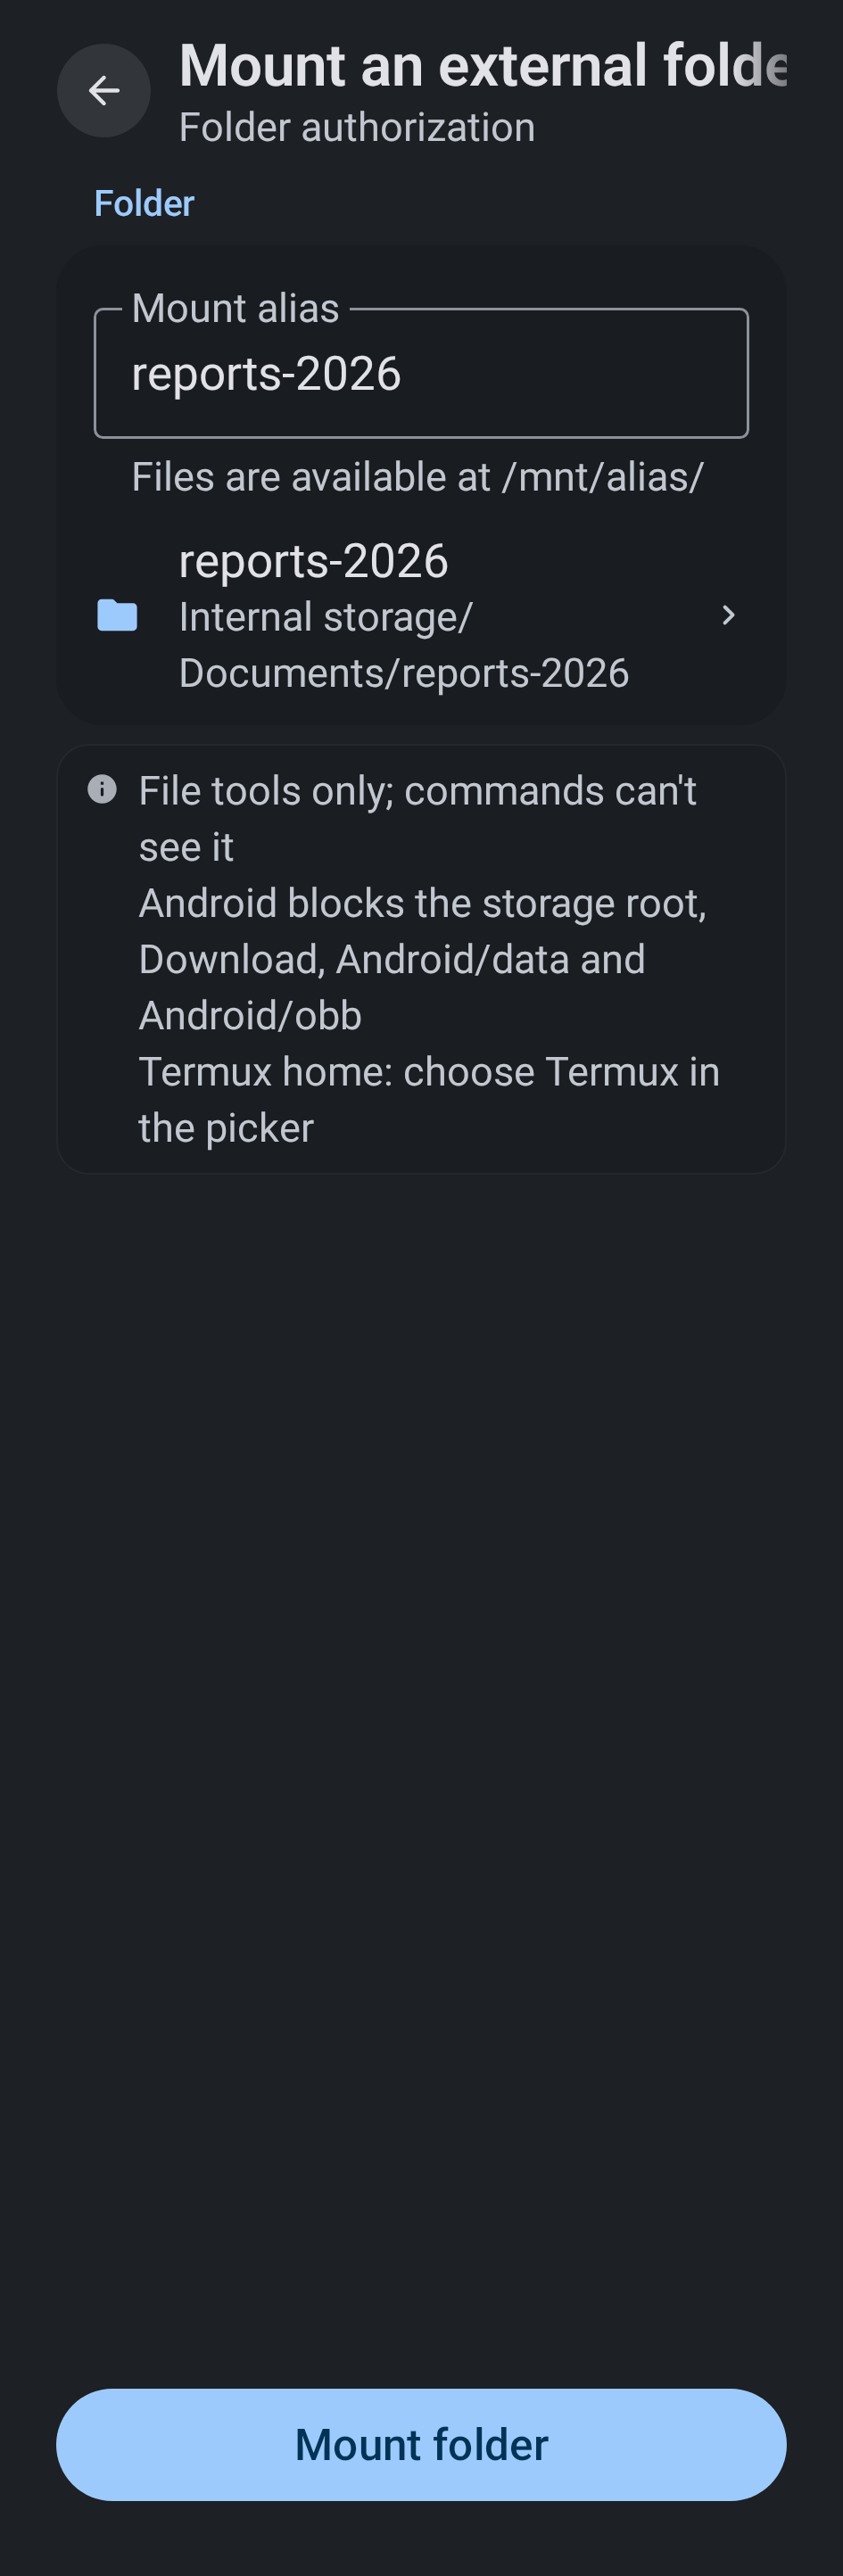 Mount an external folde
Folder authorization
Folder
Mount alias
reports-2026
Files are available at /mnt/alias/
reports-2026
Internal storage/
Documents/reports-2026
File tools only; commands can't
see it
Android blocks the storage root,
Download, Android/data and
Android/obb
Termux home: choose Termux in
the picker
Mount folder